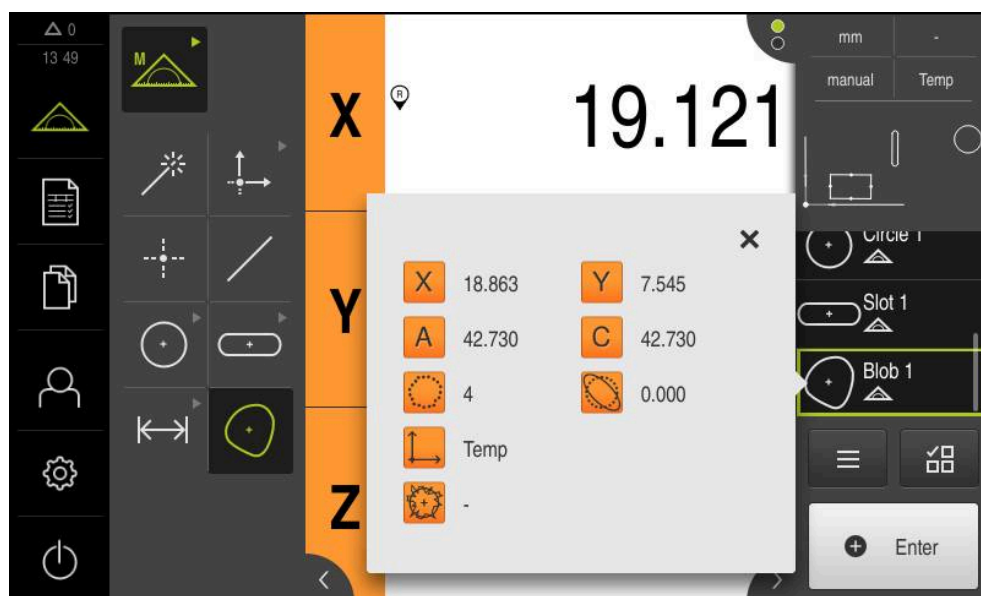 0
13 49
M
X
R
19.121
mm
-
manual
Temp
Circle 1
Slot 1
Blob 1
Y
Z
X 18.863 Y 7.545
A 42.730 C 42.730
4 0.000
Temp
-
Enter